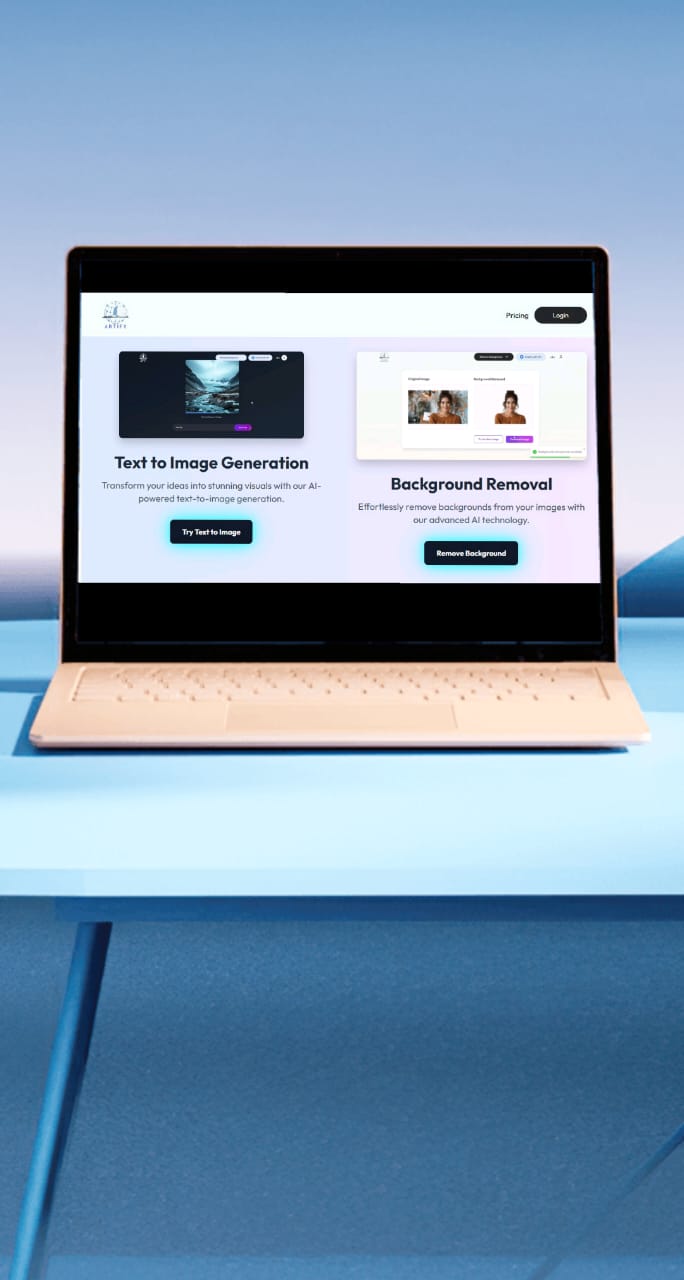 ARTIFY
Pricing
Login
Original Image
Background Removed
Text to Image Generation
Transform your ideas into stunning visuals with our AI-
powered text-to-image generation.
Try Text to Image
Background Removal
Effortlessly remove backgrounds from your images with
our advanced AI technology.
Remove Background